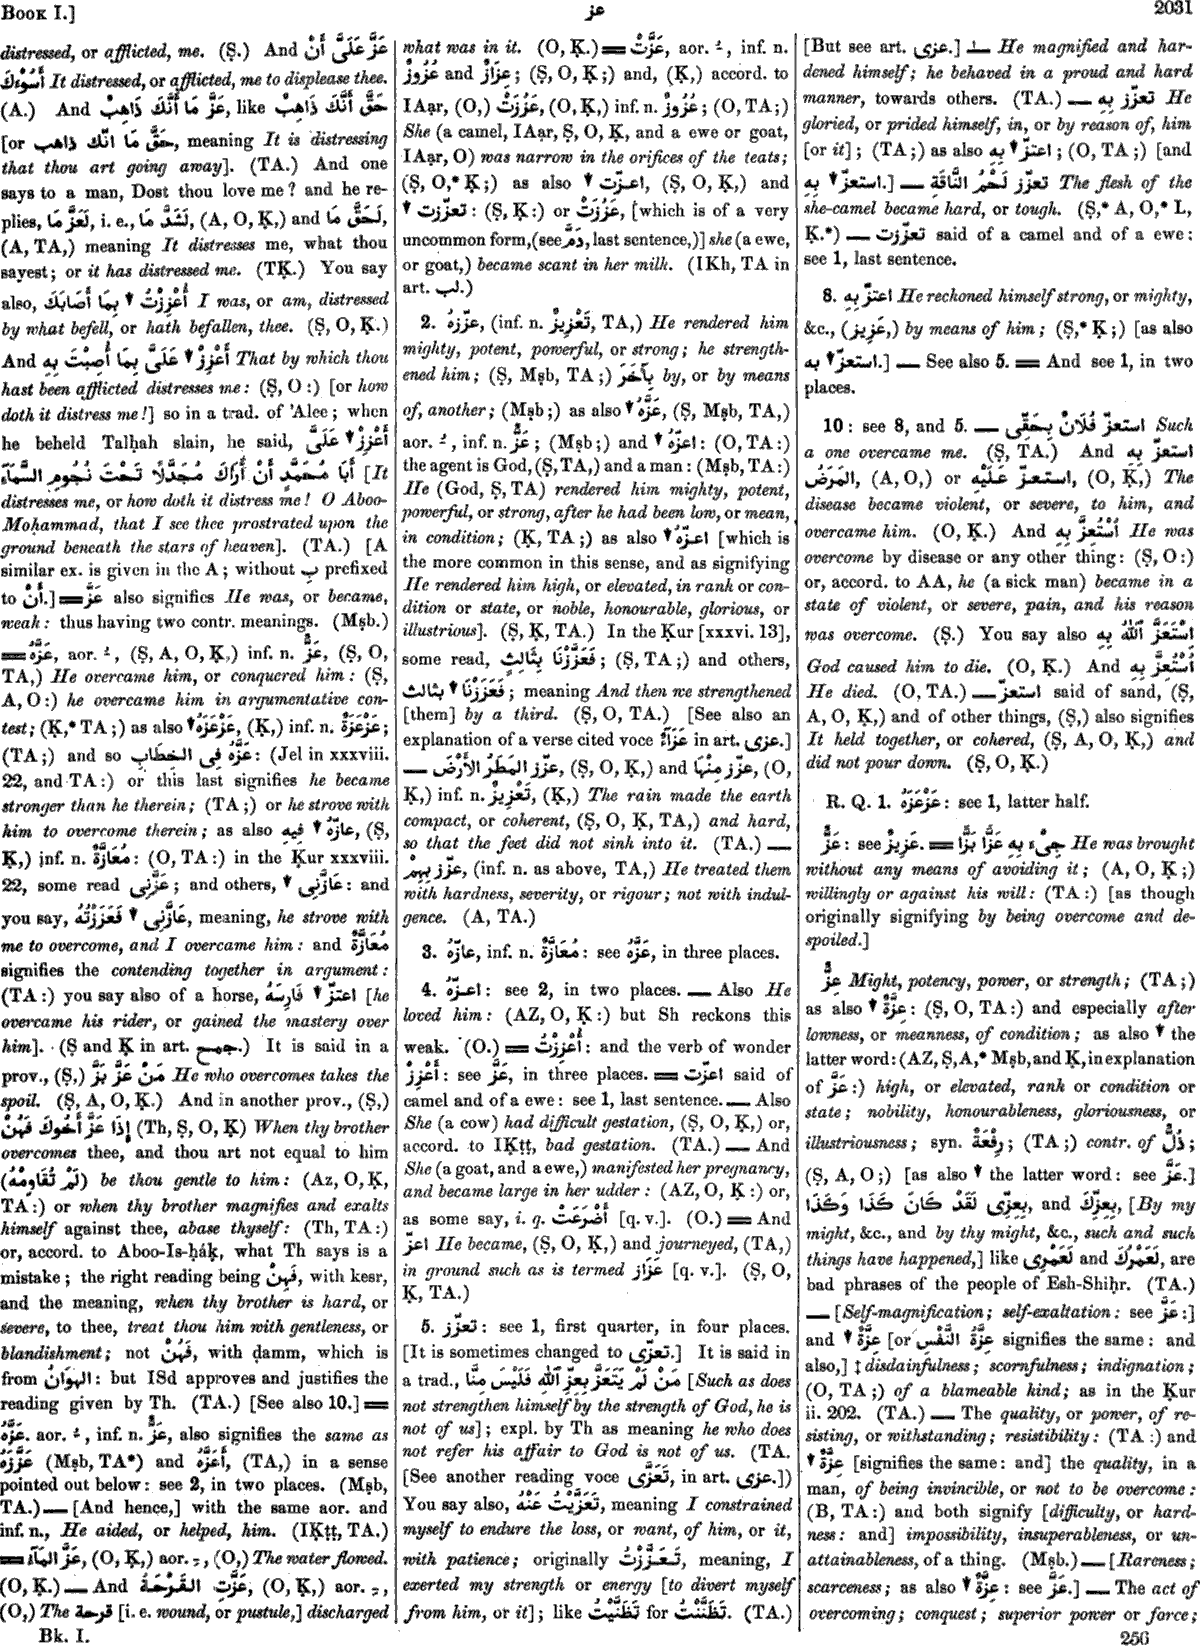 BOOK I.]
عز
2031
distressed, or afflicted, me. (Ṣ.) And عَزَّ عَلَىَّ أَنْ
أَسُوْءَكَ It distressed, or afflicted, me to displease thee.
(A.) And عَزَّ مَا أَنَّكَ ذَاهِبٌ, like حَقَّ أَنَّكَ ذَاهِبٌ
[or حَقَّ مَا انّك ذاهب, meaning It is distressing
that thou art going away]. (TA.) And one
says to a man, Dost thou love me? and he re-
plies, لَعَزَّ مَا, i. e., لَشَدَّ مَا, (A, O, Ḳ,) and لَحَقَّ مَا,
(A, TA,) meaning It distresses me, what thou
sayest; or it has distressed me. (TḲ.) You say
also, أُعْزِزْتُ ▼ بِمَا أَصَابَكَ I was, or am, distressed
by what befell, or hath befallen, thee. (Ṣ, O, Ḳ.)
And أَعْزِزْ ▼ عَلَىَّ بِمَا أُصِبْتَ بِهِ That by which thou
hast been afflicted distresses me: (Ṣ, O:) [or how
doth it distress me!] so in a trad. of 'Alee; when
he beheld Talḥah slain, he said, أَعْزِزْ ▼ عَلَىَّ
أَبَا مُحَمَّدٍ أَنْ أَرَاكَ مُجَدَّلًا تَحْتَ نُجُومِ السَّمَآءِ [It
distresses me, or how doth it distress me! O Aboo-
Moḥammad, that I see thee prostrated upon the
ground beneath the stars of heaven]. (TA.) [A
similar ex. is given in the A; without ب prefixed
to أَنْ.] ═ عَزَّ also signifies He was, or became,
weak: thus having two contr. meanings. (Mṣb.)
═ عَزَّهُ, aor. ـُ, (Ṣ, A, O, Ḳ,) inf. n. عَزٌّ, (Ṣ, O,
TA,) He overcame him, or conquered him: (Ṣ,
A, O:) he overcame him in argumentative con-
test; (Ḳ,* TA;) as also ▼ عَزْعَزَهُ, (Ḳ,) inf. n. عَزْعَزَةٌ;
(TA;) and so عَزَّهُ فِى الخِطَابِ: (Jel in xxxviii.
22, and TA:) or this last signifies he became
stronger than he therein; (TA;) or he strove with
him to overcome therein; as also عازّهُ ▼ فِيهِ, (Ṣ,
Ḳ,) inf. n. مُعَازَّةٌ: (O, TA:) in the Ḳur xxxviii.
22, some read عَزَّنِى; and others, ▼ عَازَّنِى: and
you say, عَازَّنِى ▼ فَعَزَزْتُهُ, meaning, he strove with
me to overcome, and I overcame him: and مُعَازَّةٌ
signifies the contending together in argument:
(TA:) you say also of a horse, اعتزّ ▼ فَارِسَهُ [he
overcame his rider, or gained the mastery over
him]. (Ṣ and Ḳ in art. جمح.) It is said in a
prov., (Ṣ,) مَنْ عَزَّ بَزَّ He who overcomes takes the
spoil. (Ṣ, A, O, Ḳ.) And in another prov., (Ṣ,)
إِذَا عَزَّ أَخُوكَ فَهُنْ (Th, Ṣ, O, Ḳ) When thy brother
overcomes thee, and thou art not equal to him
(لَمْ تُقَاوِمْهُ) be thou gentle to him: (Az, O, Ḳ,
TA:) or when thy brother magnifies and exalts
himself against thee, abase thyself: (Th, TA:)
or, accord. to Aboo-Is-ḥáḳ, what Th says is a
mistake; the right reading being فَهِنْ, with kesr,
and the meaning, when thy brother is hard, or
severe, to thee, treat thou him with gentleness, or
blandishment; not فَهُنْ, with ḍamm, which is
from الهَوَانُ: but ISd approves and justifies the
reading given by Th. (TA.) [See also 10.] ═
عَزَّهُ, aor. ـُ, inf. n. عَزٌّ, also signifies the same as
عَزَّزَهُ (Mṣb, TA*) and أَعَزَّهُ, (TA,) in a sense
pointed out below: see 2, in two places. (Mṣb,
TA.) — [And hence,] with the same aor. and
inf. n., He aided, or helped, him. (IḲṭṭ, TA.)
═ عَزَّ المَآءُ, (O, Ḳ,) aor. ـِ, (O,) The water flowed.
(O, Ḳ.) — And عَزَّتِ القَرْحَةُ, (O, Ḳ,) aor. ـِ,
(O,) The قرحة [i. e. wound, or pustule,] discharged
Bk. I.
what was in it. (O, Ḳ.) ═ عَزَّتْ, aor. ـُ, inf. n.
عُزُوزٌ and عِزَازٌ; (Ṣ, O, Ḳ;) and, (Ḳ,) accord. to
IAạr, (O,) عَزُزَتْ, (O, Ḳ,) inf. n. عُزُوزٌ; (O, TA;)
She (a camel, IAạr, Ṣ, O, Ḳ, and a ewe or goat,
IAạr, O) was narrow in the orifices of the teats;
(Ṣ, O,* Ḳ;) as also ▼ اعزّت, (Ṣ, O, Ḳ,) and
▼ تعزّزت: (Ṣ, Ḳ:) or عَزُزَتْ, [which is of a very
uncommon form, (see ذَمَّ, last sentence,)] she (a ewe,
or goat,) became scant in her milk. (IKh, TA in
art. لب.)
2. عزّزهُ, (inf. n. تَعْزِيزٌ, TA,) He rendered him
mighty, potent, powerful, or strong; he strength-
ened him; (Ṣ, Mṣb, TA;) بِآخَرَ by, or by means
of, another; (Mṣb;) as also ▼ عَزَّهُ, (Ṣ, Mṣb, TA,)
aor. ـُ, inf. n. عَزٌّ; (Mṣb;) and ▼ اعزّهُ: (O, TA:)
the agent is God, (Ṣ, TA,) and a man: (Mṣb, TA:)
He (God, Ṣ, TA) rendered him mighty, potent,
powerful, or strong, after he had been low, or mean,
in condition; (Ḳ, TA;) as also ▼ اعزّهُ [which is
the more common in this sense, and as signifying
He rendered him high, or elevated, in rank or con-
dition or state, or noble, honourable, glorious, or
illustrious]. (Ṣ, Ḳ, TA.) In the Ḳur [xxxvi. 13],
some read, فَعَزَّزْنَا بِثَالِثٍ; (Ṣ, TA;) and others,
فَعَزَزْنَا ▼ بثالث; meaning And then we strengthened
[them] by a third. (Ṣ, O, TA.) [See also an
explanation of a verse cited voce عَزَآءٌ in art. عزى.]
— عزّز المَطَرُ الأَرْضَ, (Ṣ, O, Ḳ,) and عزّز مِنْهَا, (O,
Ḳ,) inf. n. تَعْزِيزٌ, (Ḳ,) The rain made the earth
compact, or coherent, (Ṣ, O, Ḳ, TA,) and hard,
so that the feet did not sink into it. (TA.) —
عزّز بِهِمْ, (inf. n. as above, TA,) He treated them
with hardness, severity, or rigour; not with indul-
gence. (A, TA.)
3. عازّهُ, inf. n. مُعَازَّةٌ: see عَزَّهُ, in three places.
4. اعزّهُ: see 2, in two places. — Also He
loved him: (AZ, O, Ḳ:) but Sh reckons this
weak. (O.) ═ أُعْزِزْتُ: and the verb of wonder
أَعْزِزْ: see عَزَّ, in three places. ═ اعزّت said of
camel and of a ewe: see 1, last sentence. — Also
She (a cow) had difficult gestation, (Ṣ, O, Ḳ,) or,
accord. to IḲṭṭ, bad gestation. (TA.) — And
She (a goat, and a ewe,) manifested her pregnancy,
and became large in her udder: (AZ, O, Ḳ:) or,
as some say, i. q. أَضْرَعَتْ [q. v.]. (O.) ═ And
اعزّ He became, (Ṣ, O, Ḳ,) and journeyed, (TA,)
in ground such as is termed عَزَاز [q. v.]. (Ṣ, O,
Ḳ, TA.)
5. تعزّز: see 1, first quarter, in four places.
[It is sometimes changed to تعزّى.] It is said in
a trad., مَنْ لَمْ يَتَعَزَّ بِعِزِّ ٱللّٰهِ فَلَيْسَ مِنَّا [Such as does
not strengthen himself by the strength of God, he is
not of us]; expl. by Th as meaning he who does
not refer his affair to God is not of us. (TA.
[See another reading voce تَعَزَّى, in art. عزى.])
You say also, تَعَزَّيْتُ عَنْهُ, meaning I constrained
myself to endure the loss, or want, of him, or it,
with patience; originally تَعَزَّزْتُ, meaning, I
exerted my strength or energy [to divert myself
from him, or it]; like تَظَنَّيْتُ for تَظَنَّنْتُ. (TA.)
[But see art. عزى.] ⊥ He magnified and har-
dened himself; he behaved in a proud and hard
manner, towards others. (TA.) — تعزّز بِهِ He
gloried, or prided himself, in, or by reason of, him
[or it]; (TA;) as also اعتزّ ▼ بِهِ; (O, TA;) [and
استعزّ ▼ به.] — تعزّز لَحْمُ النَّاقَةِ The flesh of the
she-camel became hard, or tough. (Ṣ,* A, O,* L,
Ḳ.*) — تعزّزت said of a camel and of a ewe:
see 1, last sentence.
8. اعتزّ بِهِ He reckoned himself strong, or mighty,
&c., (عَزِيز,) by means of him; (Ṣ,* Ḳ;) [as also
استعزّ ▼ به.] — See also 5. ═ And see 1, in two
places.
10: see 8, and 5. — استعزّ فُلَانٌ بِحَقِّى Such
a one overcame me. (Ṣ, TA.) And استعزّ بِهِ
المَرَضُ, (A, O,) or استعزّ عَلَيْهِ, (O, Ḳ,) The
disease became violent, or severe, to him, and
overcame him. (O, Ḳ.) And اُسْتُعِزَّ بِهِ He was
overcome by disease or any other thing: (Ṣ, O:)
or, accord. to AA, he (a sick man) became in a
state of violent, or severe, pain, and his reason
was overcome. (Ṣ.) You say also اِسْتَعَزَّ ٱللّٰهُ بِهِ
God caused him to die. (O, Ḳ.) And اُسْتُعِزَّ بِهِ
He died. (O, TA.) — استعزّ said of sand, (Ṣ,
A, O, Ḳ,) and of other things, (Ṣ,) also signifies
It held together, or cohered, (Ṣ, A, O, Ḳ,) and
did not pour down. (Ṣ, O, Ḳ.)
R. Q. 1. عَزْعَزَهُ: see 1, latter half.
عَزٌّ: see عَزِيزٌ. ═ جِىْءَ بِهِ عَزًّا بَزًّا He was brought
without any means of avoiding it; (A, O, Ḳ;)
willingly or against his will: (TA:) [as though
originally signifying by being overcome and de-
spoiled.]
عِزٌّ Might, potency, power, or strength; (TA;)
as also ▼ عِزَّةٌ: (Ṣ, O, TA:) and especially after
lowness, or meanness, of condition; as also ▼ the
latter word: (AZ, Ṣ, A,* Mṣb, and Ḳ, in explanation
of عَزَّ:) high, or elevated, rank or condition or
state; nobility, honourableness, gloriousness, or
illustriousness; syn. رِفْعَةٌ; (TA;) contr. of ذُلٌّ;
(Ṣ, A, O;) [as also ▼ the latter word: see عَزَّ.]
بِعِزِّى لَقَدْ كَانَ كَذَا وَكَذَا, and بِعِزِّكَ, [By my
might, &c., and by thy might, &c., such and such
things have happened,] like لَعَمْرِى and لَعَمْرُكَ, are
bad phrases of the people of Esh-Shiḥr. (TA.)
— [Self-magnification; self-exaltation: see عَزَّ:]
and ▼ عِزَّةٌ [or عِزَّةُ النَّفْسِ signifies the same: and
also,] ‡ disdainfulness; scornfulness; indignation;
(O, TA;) of a blameable kind; as in the Ḳur
ii. 202. (TA.) — The quality, or power, of re-
sisting, or withstanding; resistibility: (TA:) and
▼ عِزَّةٌ [signifies the same: and] the quality, in a
man, of being invincible, or not to be overcome:
(B, TA:) and both signify [difficulty, or hard-
ness: and] impossibility, insuperableness, or un-
attainableness, of a thing. (Mṣb.) — [Rareness;
scarceness; as also ▼ عِزَّةٌ: see عَزَّ.] — The act of
overcoming; conquest; superior power or force;
256